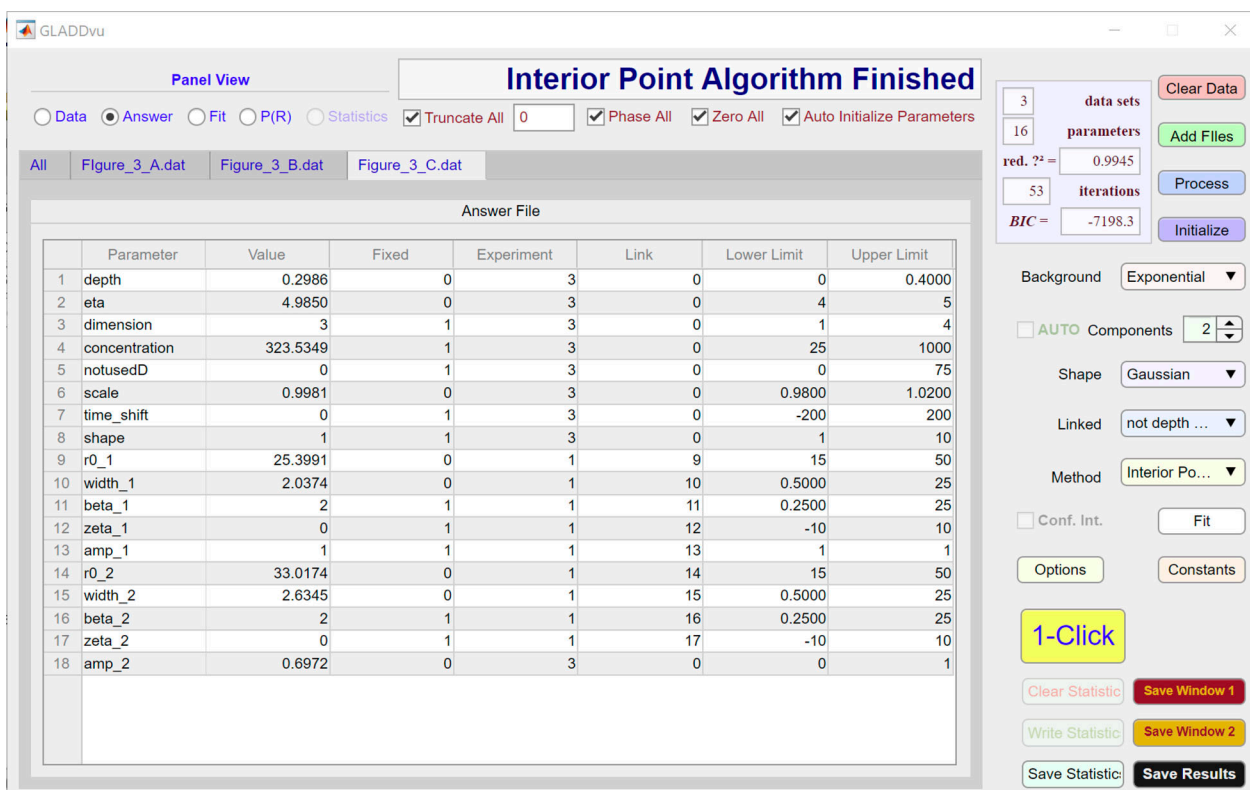 GLADDvu
Panel View
Interior Point Algorithm Finished
Data Answer Fit P(R) Statistics Truncate All 0 Phase All Zero All Auto Initialize Parameters
All FIgure_3_A.dat Figure_3_B.dat Figure_3_C.dat
Answer File
Parameter Value Fixed Experiment Link Lower Limit Upper Limit
1 depth 0.2986 0 3 0 0 0.4000
2 eta 4.9850 0 3 0 4 5
3 dimension 3 1 3 0 1 4
4 concentration 323.5349 1 3 0 25 1000
5 notusedD 0 1 3 0 0 75
6 scale 0.9981 0 3 0 0.9800 1.0200
7 time_shift 0 1 3 0 -200 200
8 shape 1 1 3 0 1 10
9 r0_1 25.3991 0 1 9 15 50
10 width_1 2.0374 0 1 10 0.5000 25
11 beta_1 2 1 1 11 0.2500 25
12 zeta_1 0 1 1 12 -10 10
13 amp_1 1 1 1 13 1 1
14 r0_2 33.0174 0 1 14 15 50
15 width_2 2.6345 0 1 15 0.5000 25
16 beta_2 2 1 1 16 0.2500 25
17 zeta_2 0 1 1 17 -10 10
18 amp_2 0.6972 0 3 0 0 1
3 data sets
16 parameters
red. ?² = 0.9945
53 iterations
BIC = -7198.3
Clear Data
Add FIles
Process
Initialize
Background Exponential
AUTO Components 2
Shape Gaussian
Linked not depth ...
Method Interior Po...
Conf. Int. Fit
Options Constants
1-Click
Clear Statistic Save Window 1
Write Statistic Save Window 2
Save Statistic Save Results